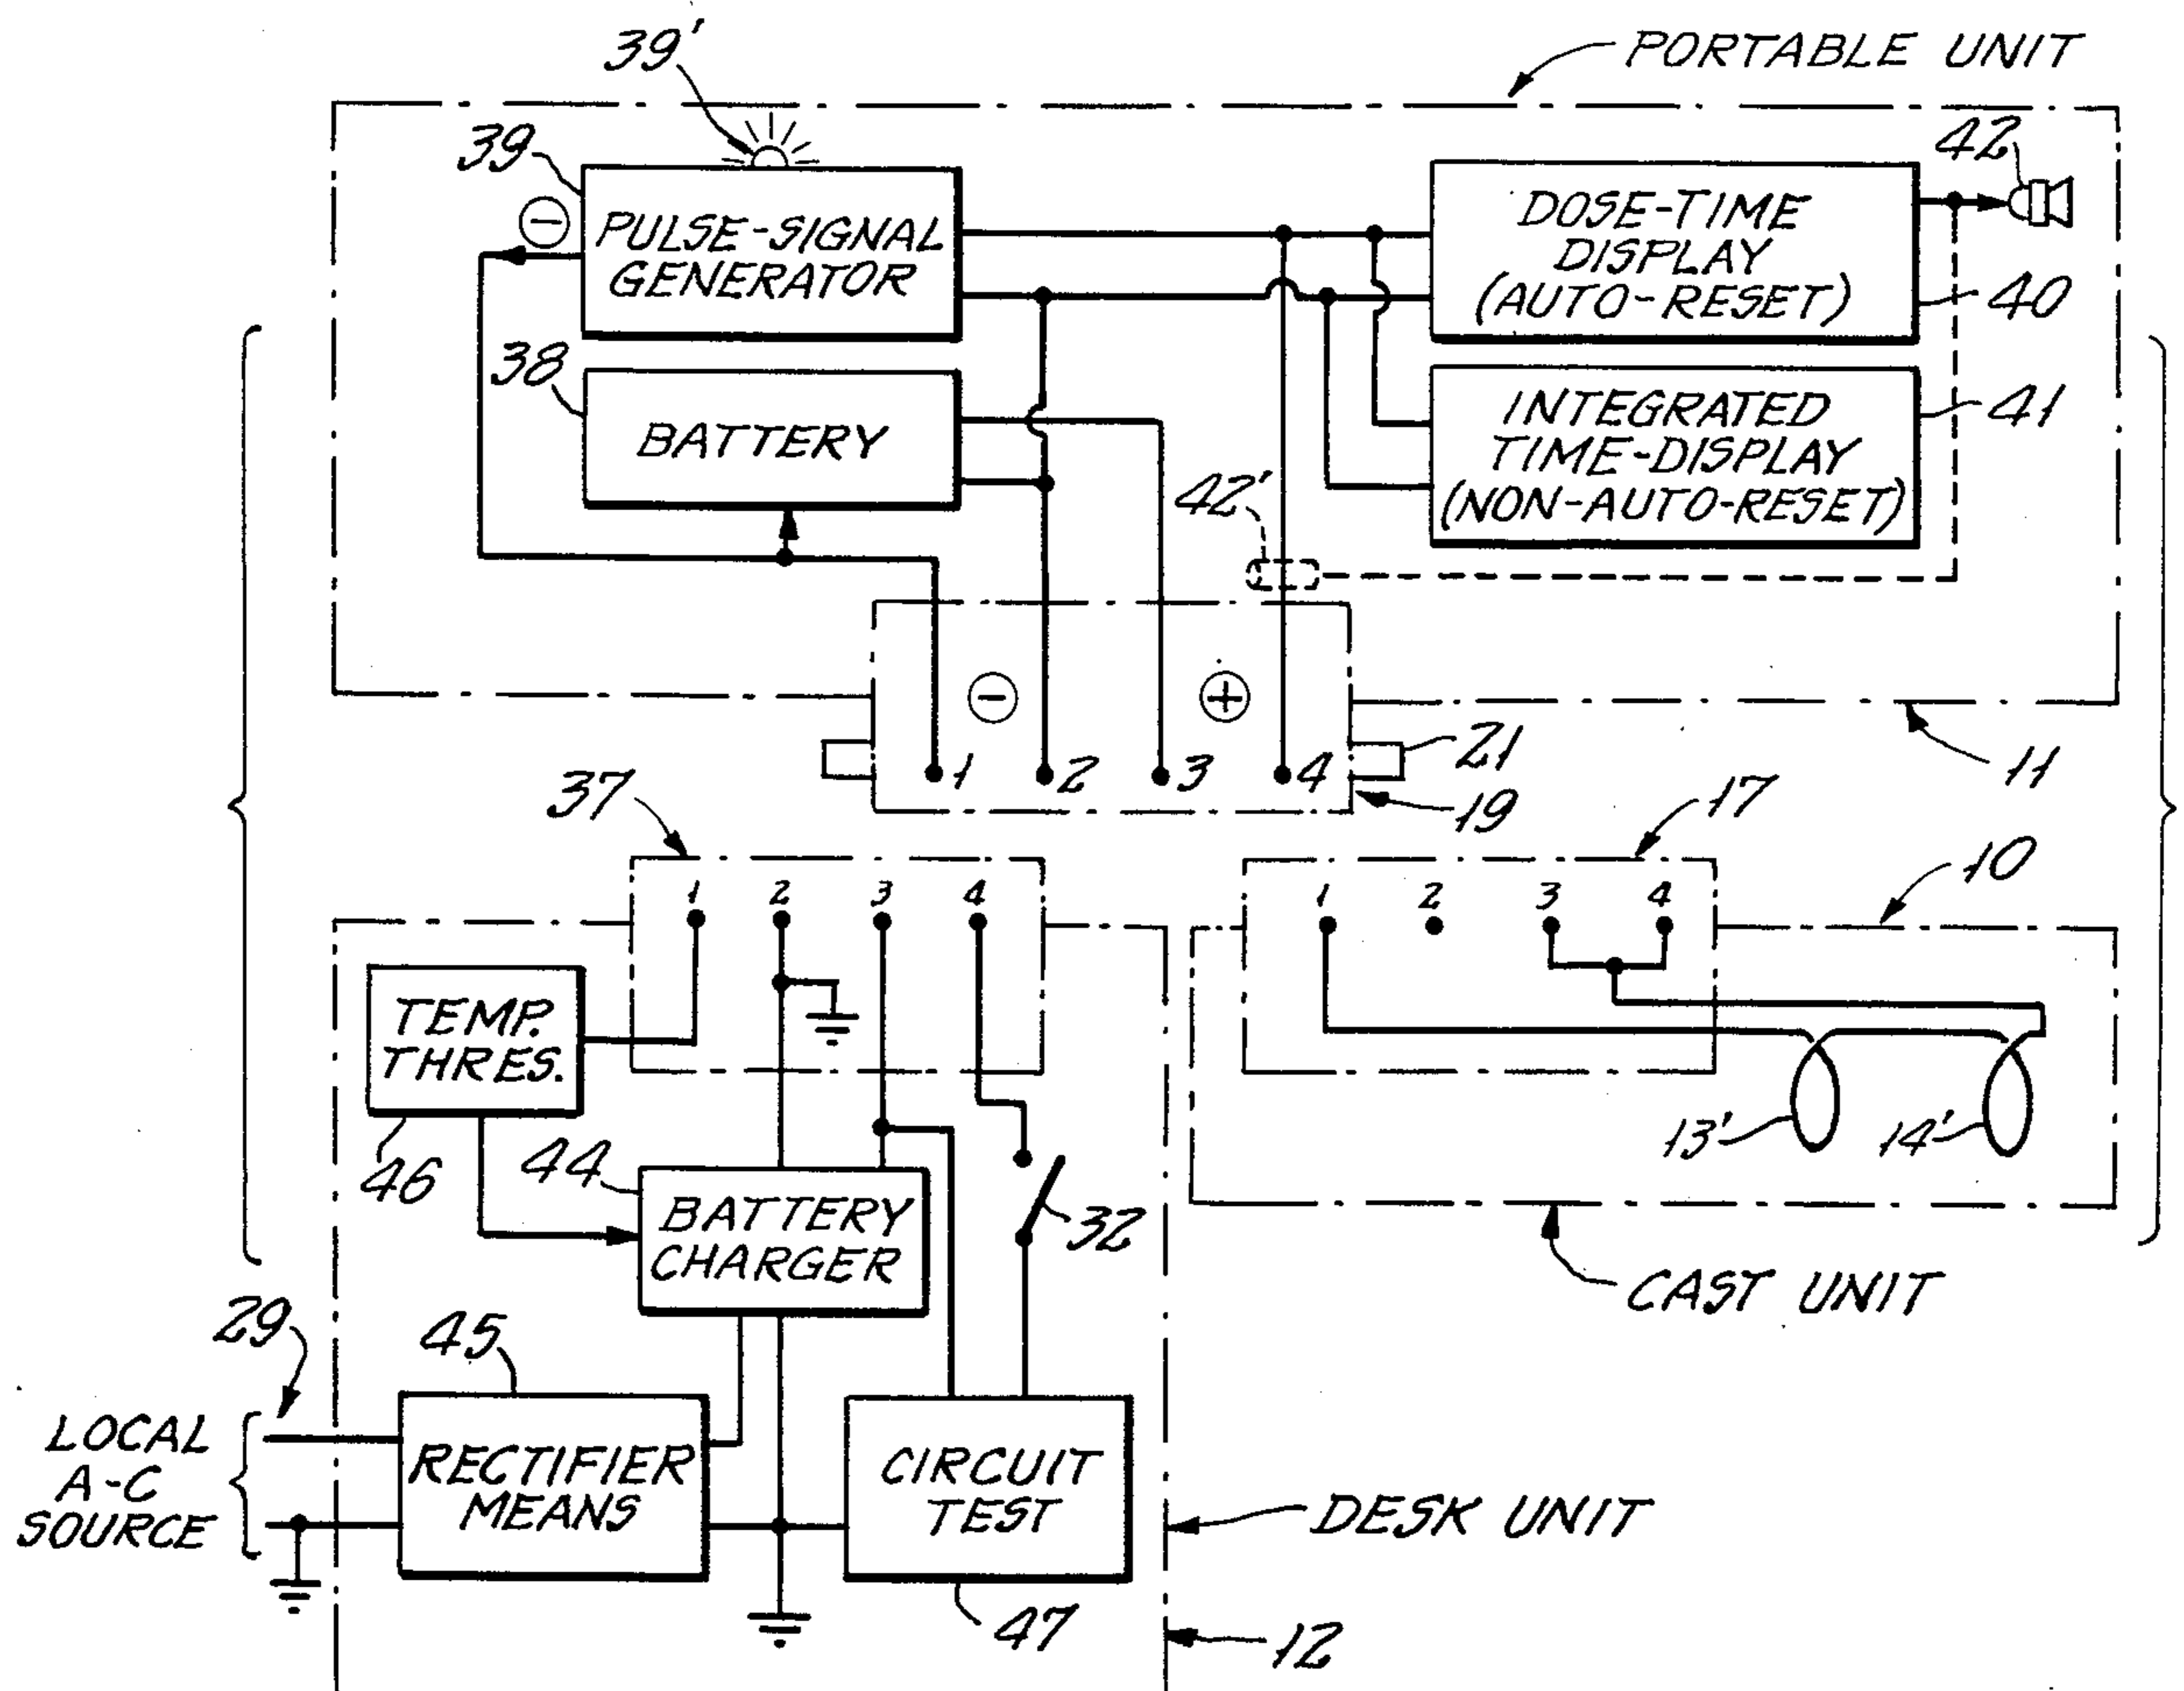 PORTABLE UNIT
39'
39
42
PULSE-SIGNAL
GENERATOR
DOSE-TIME
DISPLAY
(AUTO-RESET)
40
38
BATTERY
INTEGRATED
TIME-DISPLAY
(NON-AUTO-RESET)
41
42'
1 2 3 4
21
19
11
37
17
10
1 2 3 4
1 2 3 4
TEMP.
THRES.
46
44
BATTERY
CHARGER
32
13'
14'
CAST UNIT
29
45
LOCAL
A-C
SOURCE
RECTIFIER
MEANS
CIRCUIT
TEST
47
DESK UNIT
12